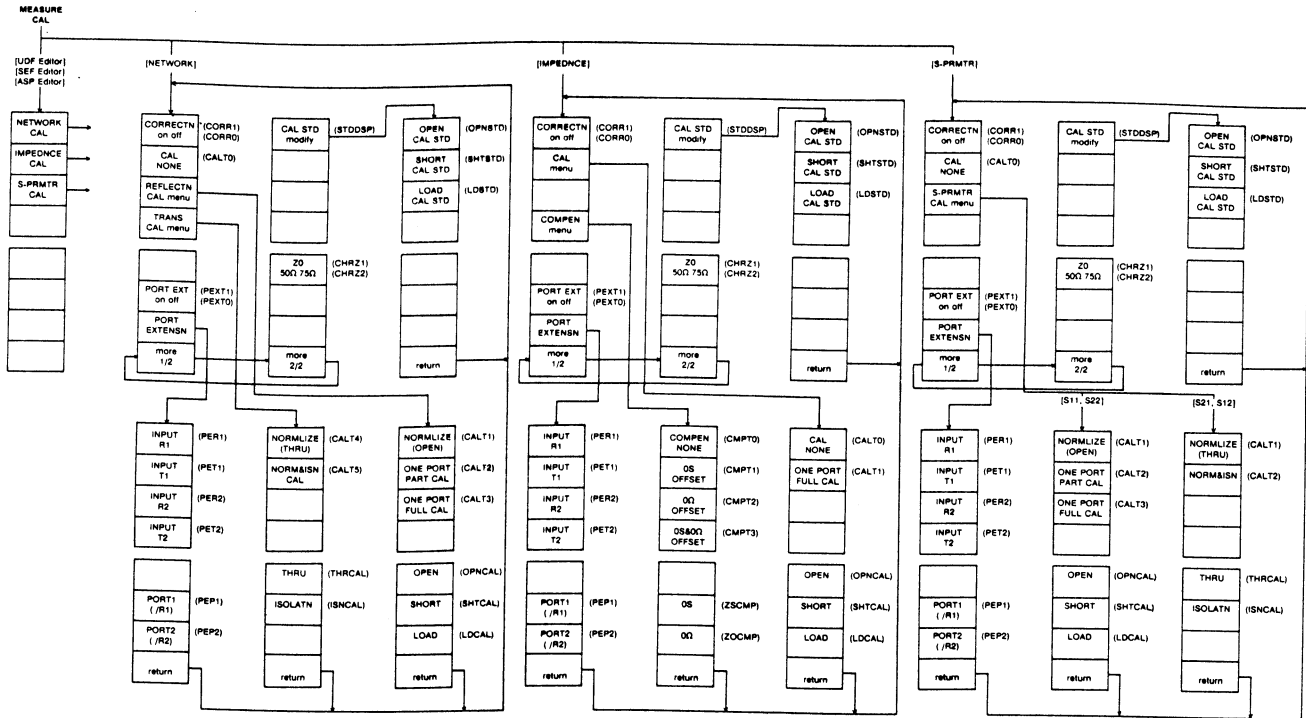 MEASURE
CAL
[UDF Editor]
[SEF Editor]
[ASP Editor]
NETWORK
CAL
IMPEDNCE
CAL
S-PRMTR
CAL
[NETWORK]
CORRECTN
on off
(CORR1)
(CORR0)
CAL
NONE
(CALT0)
REFLECTN
CAL menu
TRANS
CAL menu
PORT EXT
on off
(PEXT1)
(PEXT0)
PORT
EXTENSN
more
1/2
CAL STD
modify
(STDDSP)
Z0
50Ω 75Ω
(CHRZ1)
(CHRZ2)
more
2/2
OPEN
CAL STD
(OPNSTD)
SHORT
CAL STD
(SHTSTD)
LOAD
CAL STD
(LDSTD)
return
INPUT
R1
(PER1)
INPUT
T1
(PET1)
INPUT
R2
(PER2)
INPUT
T2
(PET2)
PORT1
( /R1)
(PEP1)
PORT2
( /R2)
(PEP2)
return
NORMLIZE
(THRU)
(CALT4)
NORM&ISN
CAL
(CALT5)
THRU
(THRCAL)
ISOLATN
(ISNCAL)
return
NORMLIZE
(OPEN)
(CALT1)
ONE PORT
PART CAL
(CALT2)
ONE PORT
FULL CAL
(CALT3)
OPEN
(OPNCAL)
SHORT
(SHTCAL)
LOAD
(LDCAL)
return
[IMPEDNCE]
CORRECTN
on off
(CORR1)
(CORR0)
CAL
menu
COMPEN
menu
PORT EXT
on off
(PEXT1)
(PEXT0)
PORT
EXTENSN
more
1/2
CAL STD
modify
(STDDSP)
Z0
50Ω 75Ω
(CHRZ1)
(CHRZ2)
more
2/2
OPEN
CAL STD
(OPNSTD)
SHORT
CAL STD
(SHTSTD)
LOAD
CAL STD
(LDSTD)
return
INPUT
R1
(PER1)
INPUT
T1
(PET1)
INPUT
R2
(PER2)
INPUT
T2
(PET2)
PORT1
( /R1)
(PEP1)
PORT2
( /R2)
(PEP2)
return
COMPEN
NONE
(CMPT0)
0S
OFFSET
(CMPT1)
0Ω
OFFSET
(CMPT2)
0S&0Ω
OFFSET
(CMPT3)
0S
(ZSCMP)
0Ω
(ZOCMP)
return
CAL
NONE
(CALT0)
ONE PORT
FULL CAL
(CALT1)
OPEN
(OPNCAL)
SHORT
(SHTCAL)
LOAD
(LDCAL)
return
[S-PRMTR]
CORRECTN
on off
(CORR1)
(CORR0)
CAL
NONE
(CALT0)
S-PRMTR
CAL menu
PORT EXT
on off
(PEXT1)
(PEXT0)
PORT
EXTENSN
more
1/2
CAL STD
modify
(STDDSP)
Z0
50Ω 75Ω
(CHRZ1)
(CHRZ2)
more
2/2
OPEN
CAL STD
(OPNSTD)
SHORT
CAL STD
(SHTSTD)
LOAD
CAL STD
(LDSTD)
return
INPUT
R1
(PER1)
INPUT
T1
(PET1)
INPUT
R2
(PER2)
INPUT
T2
(PET2)
PORT1
( /R1)
(PEP1)
PORT2
( /R2)
(PEP2)
return
[S11, S22]
NORMLIZE
(OPEN)
(CALT1)
ONE PORT
PART CAL
(CALT2)
ONE PORT
FULL CAL
(CALT3)
OPEN
(OPNCAL)
SHORT
(SHTCAL)
LOAD
(LDCAL)
return
[S21, S12]
NORMLIZE
(THRU)
(CALT1)
NORM&ISN
(CALT2)
THRU
(THRCAL)
ISOLATN
(ISNCAL)
return